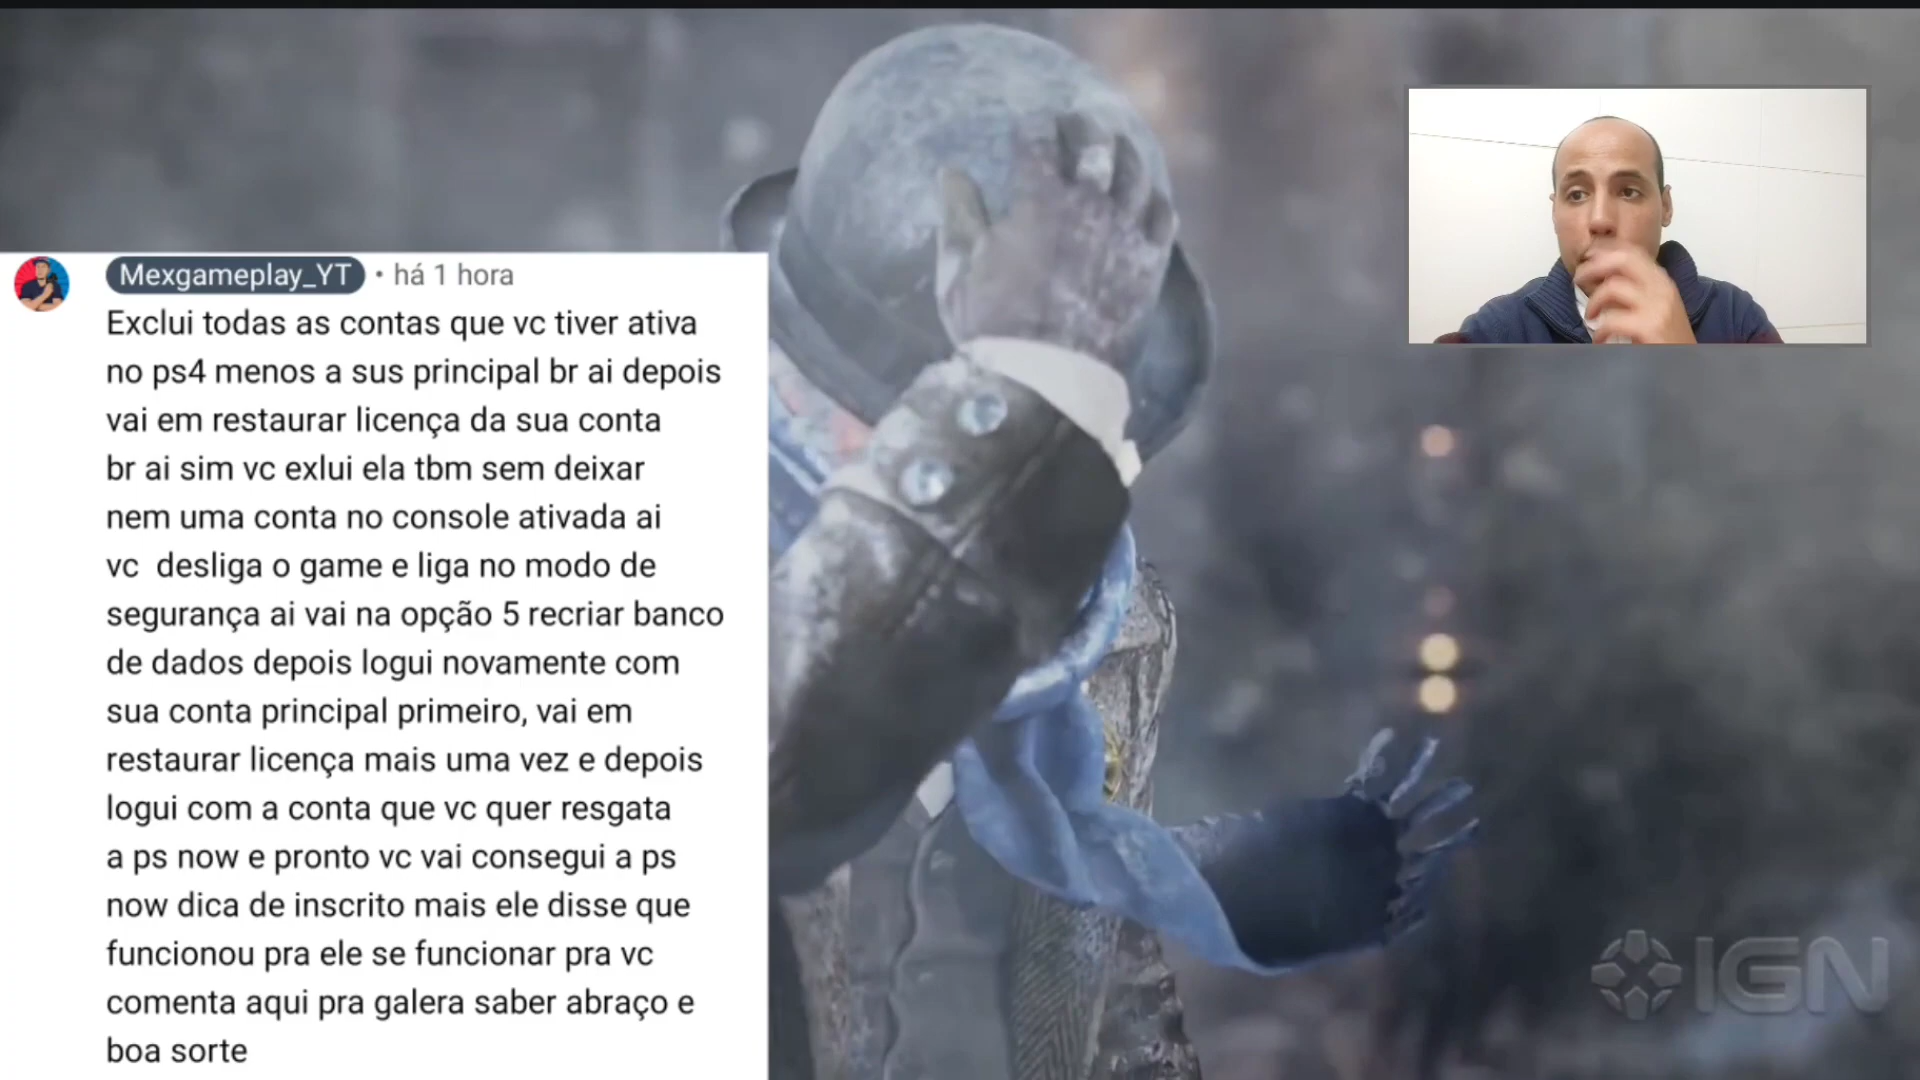 Mexgameplay_YT • há 1 hora
Exclui todas as contas que vc tiver ativa
no ps4 menos a sus principal br ai depois
vai em restaurar licença da sua conta
br ai sim vc exlui ela tbm sem deixar
nem uma conta no console ativada ai
vc desliga o game e liga no modo de
segurança ai vai na opção 5 recriar banco
de dados depois logui novamente com
sua conta principal primeiro, vai em
restaurar licença mais uma vez e depois
logui com a conta que vc quer resgata
a ps now e pronto vc vai consegui a ps
now dica de inscrito mais ele disse que
funcionou pra ele se funcionar pra vc
comenta aqui pra galera saber abraço e
boa sorte
IGN